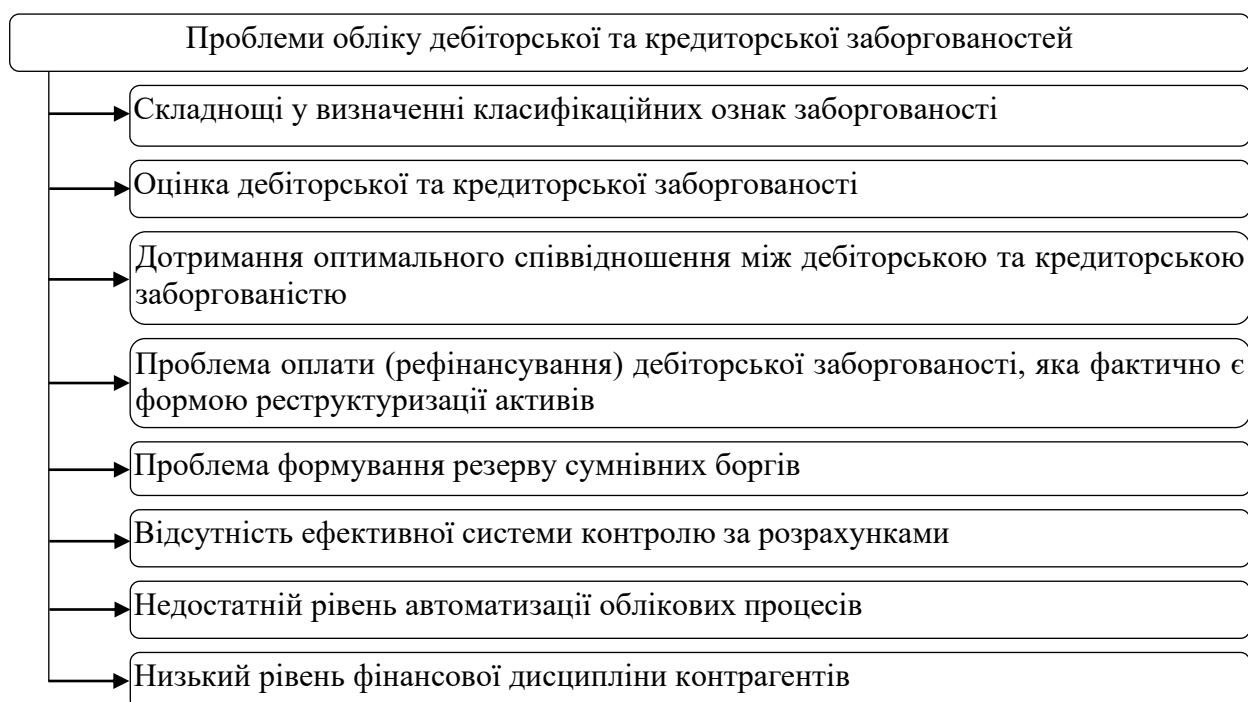 Проблеми обліку дебіторської та кредиторської заборгованостей
Складнощі у визначенні класифікаційних ознак заборгованості
Оцінка дебіторської та кредиторської заборгованості
Дотримання оптимального співвідношення між дебіторською та кредиторською
заборгованістю
Проблема оплати (рефінансування) дебіторської заборгованості, яка фактично є
формою реструктуризації активів
Проблема формування резерву сумнівних боргів
Відсутність ефективної системи контролю за розрахунками
Недостатній рівень автоматизації облікових процесів
Низький рівень фінансової дисципліни контрагентів